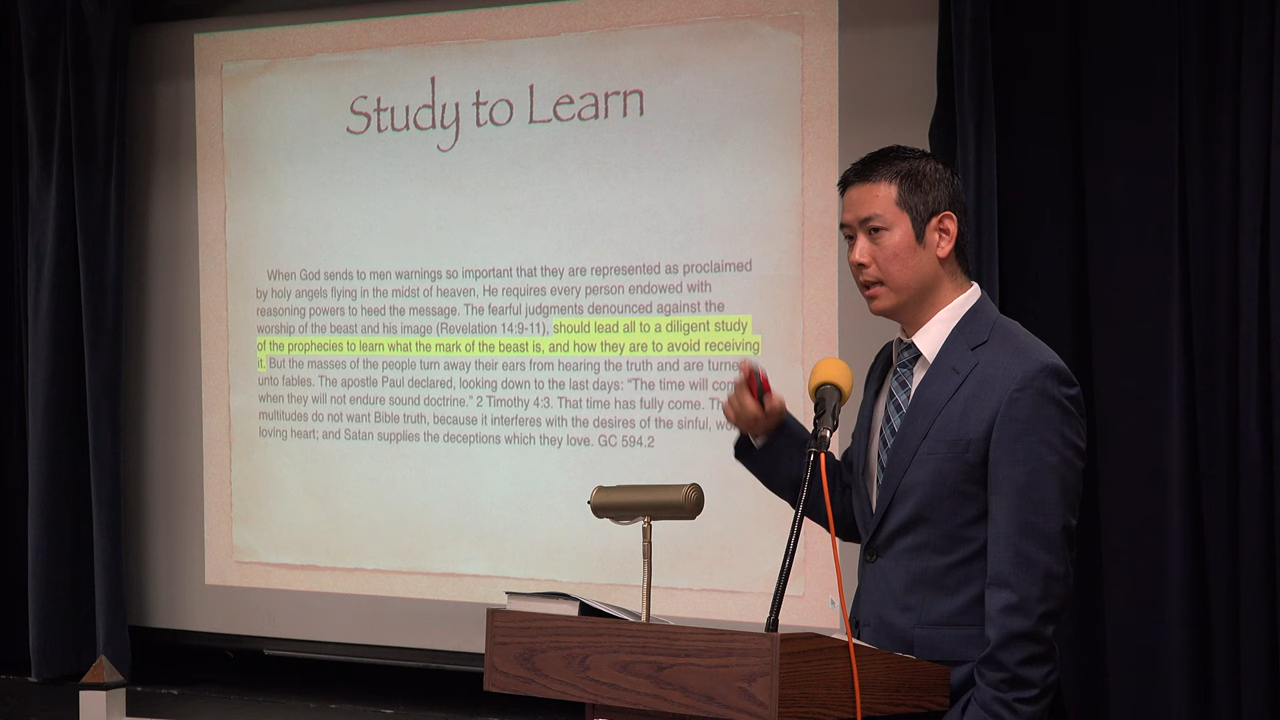 Study to Learn
When God sends to men warnings so important that they are represented as proclaimed
by holy angels flying in the midst of heaven, He requires every person endowed with
reasoning powers to heed the message. The fearful judgments denounced against the
worship of the beast and his image (Revelation 14:9-11), should lead all to a diligent study
of the prophecies to learn what the mark of the beast is, and how they are to avoid receiving
it. But the masses of the people turn away their ears from hearing the truth and are turned
unto fables. The apostle Paul declared, looking down to the last days: “The time will
when they will not endure sound doctrine.” 2 Timothy 4:3. That time has fully come.
multitudes do not want Bible truth, because it interferes with the desires of the sinful,
loving heart; and Satan supplies the deceptions which they love. GC 594.2